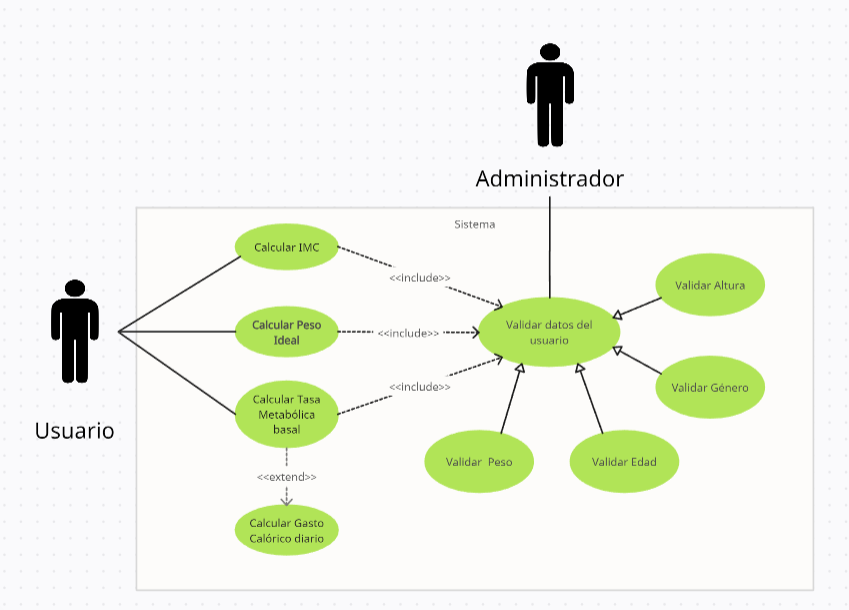 Administrador
Sistema
Calcular IMC
<<include>>
Validar Altura
Calcular Peso
Ideal
<<include>>
Validar datos del
usuario
Calcular Tasa
Metabólica
basal
<<include>>
Validar Género
Usuario
Validar Peso
Validar Edad
<<extend>>
Calcular Gasto
Calórico diario